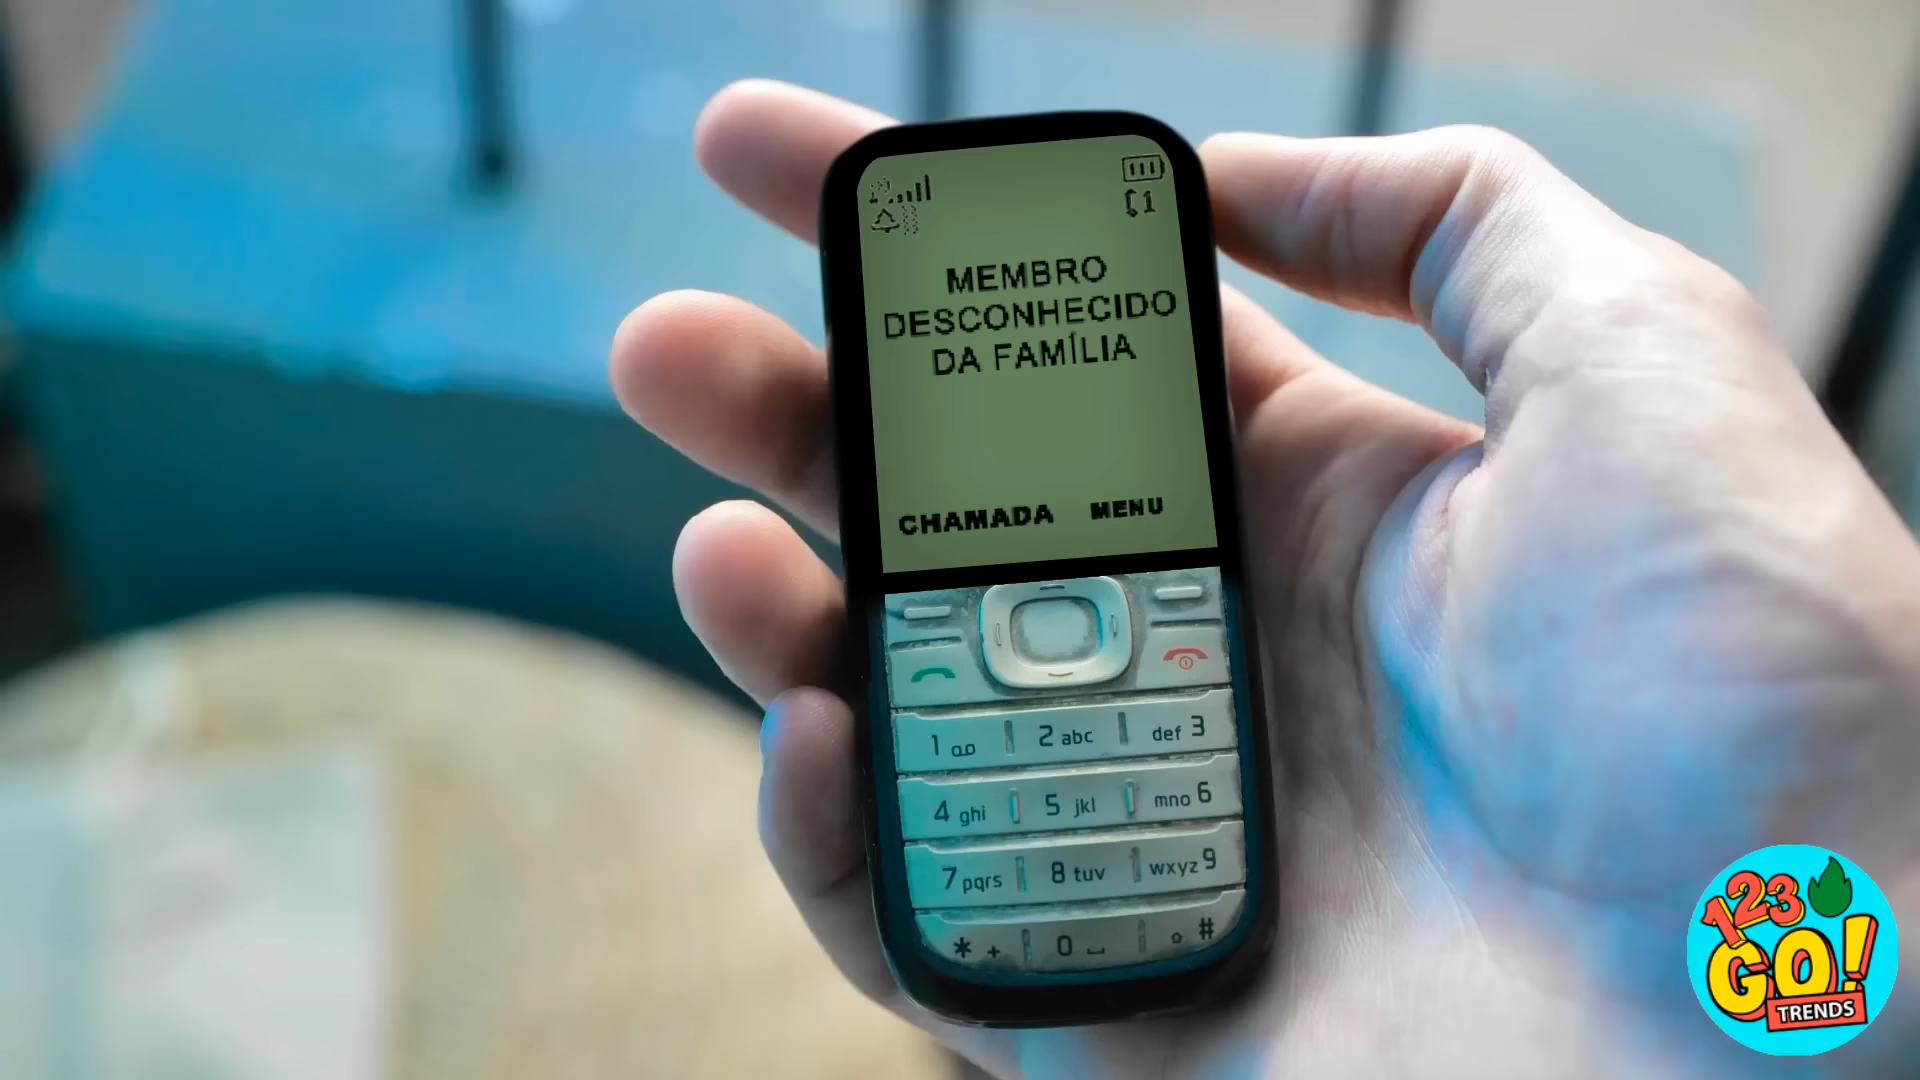 1
MEMBRO
DESCONHECIDO
DA FAMÍLIA
CHAMADA MENU
1 2 abc def 3
4 ghi 5 jkl mno 6
7 pqrs 8 tuv wxyz 9
* + 0 #
123
GO!
TRENDS